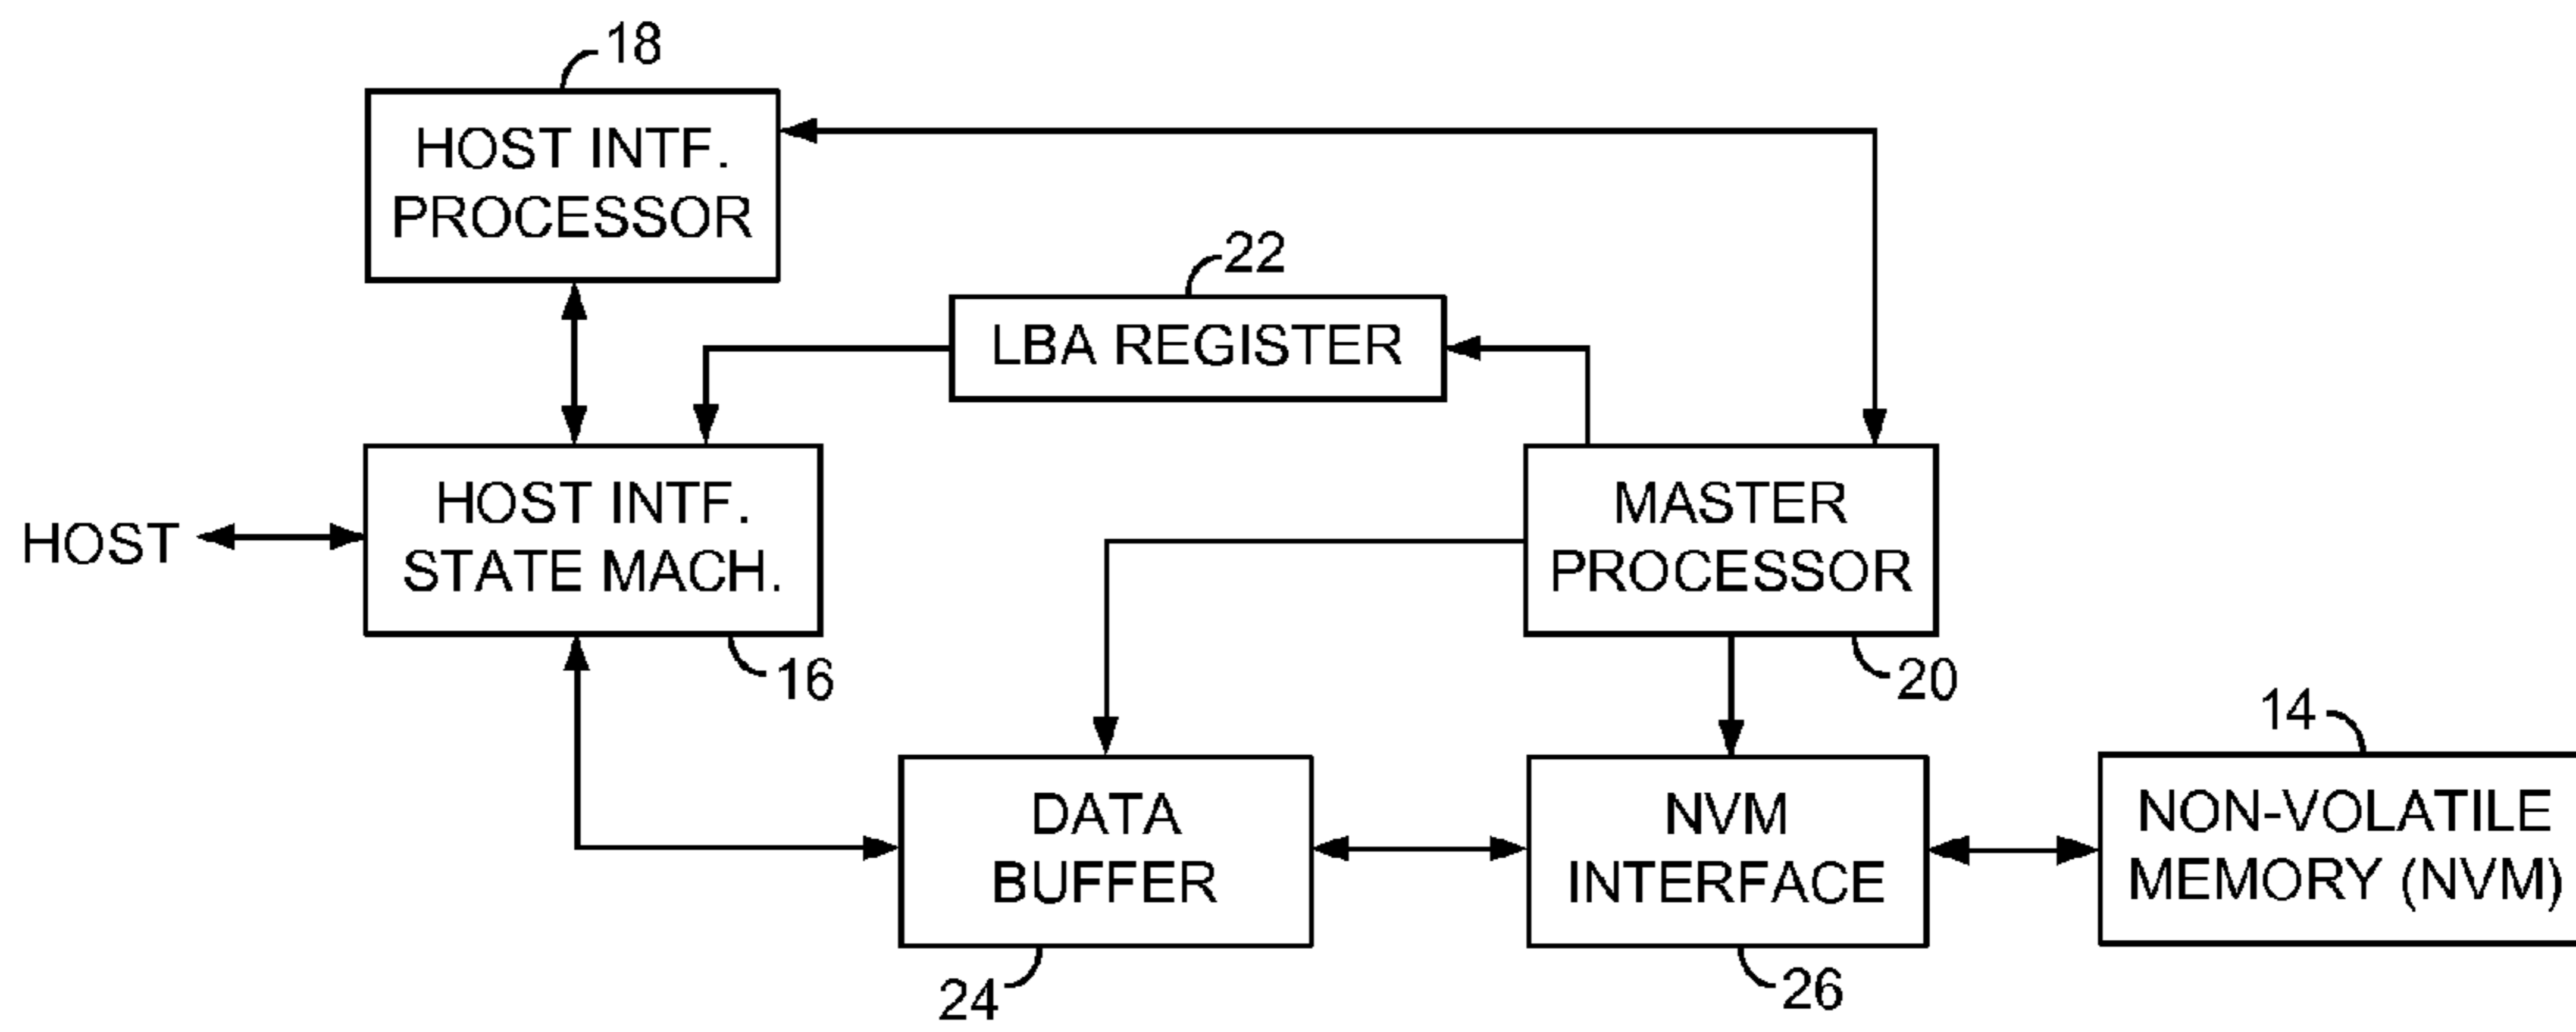 18
HOST INTF.
PROCESSOR
22
LBA REGISTER
HOST
HOST INTF.
STATE MACH.
16
MASTER
PROCESSOR
20
14
DATA
BUFFER
24
NVM
INTERFACE
26
NON-VOLATILE
MEMORY (NVM)